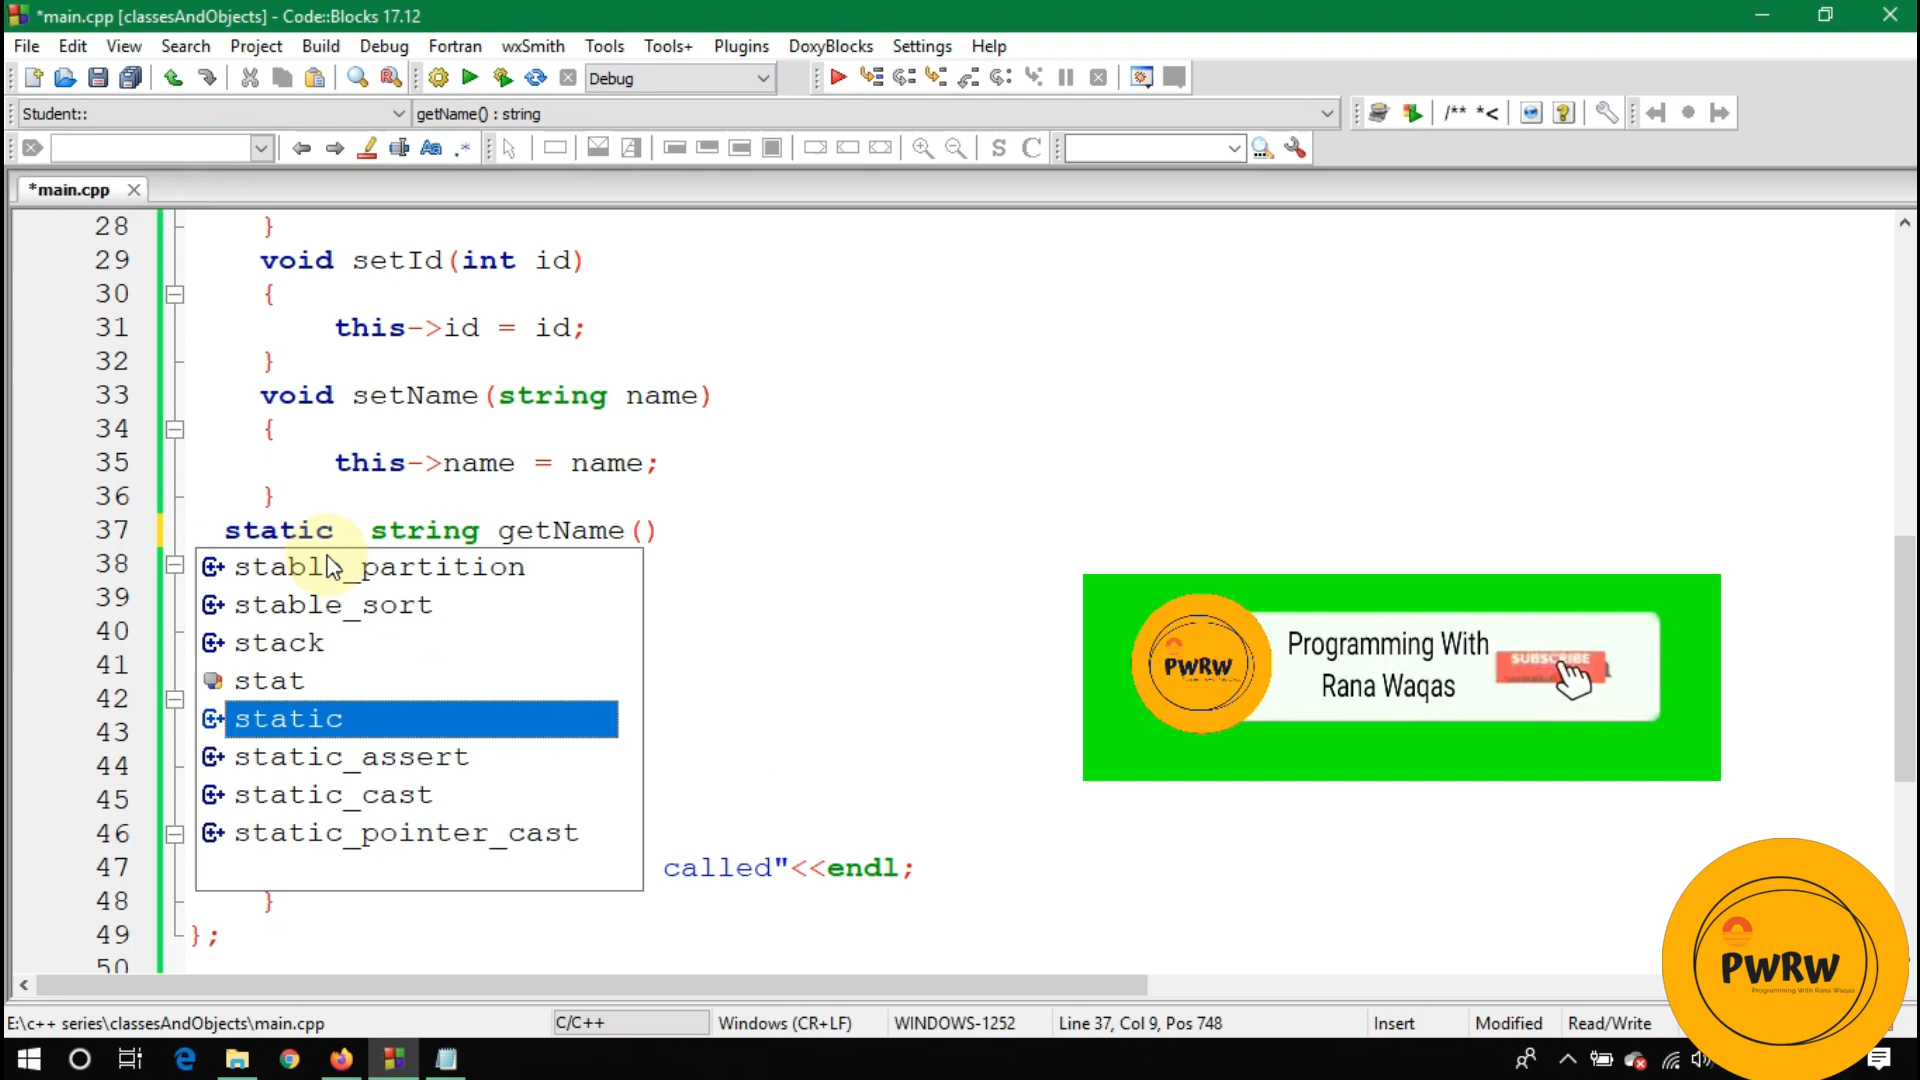 *main.cpp [classesAndObjects] - Code::Blocks 17.12
File Edit View Search Project Build Debug Fortran wxSmith Tools Tools+ Plugins DoxyBlocks Settings Help
Debug
Student:: getName() : string
/** *<
Aa .* S C
*main.cpp
28 }
29 void setId(int id)
30 {
31 this->id = id;
32 }
33 void setName(string name)
34 {
35 this->name = name;
36 }
37 static string getName()
38 stable_partition
39 stable_sort
40 stack
41 stat
42 static
43 static_assert
44 static_cast
45 static_pointer_cast
46
47 called"<<endl;
48 }
49 };
50
Programming With
Rana Waqas
SUBSCRIBE
PWRW
PWRW
Programming With Rana Waqas
E:\c++ series\classesAndObjects\main.cpp C/C++ Windows (CR+LF) WINDOWS-1252 Line 37, Col 9, Pos 748 Insert Modified Read/Write